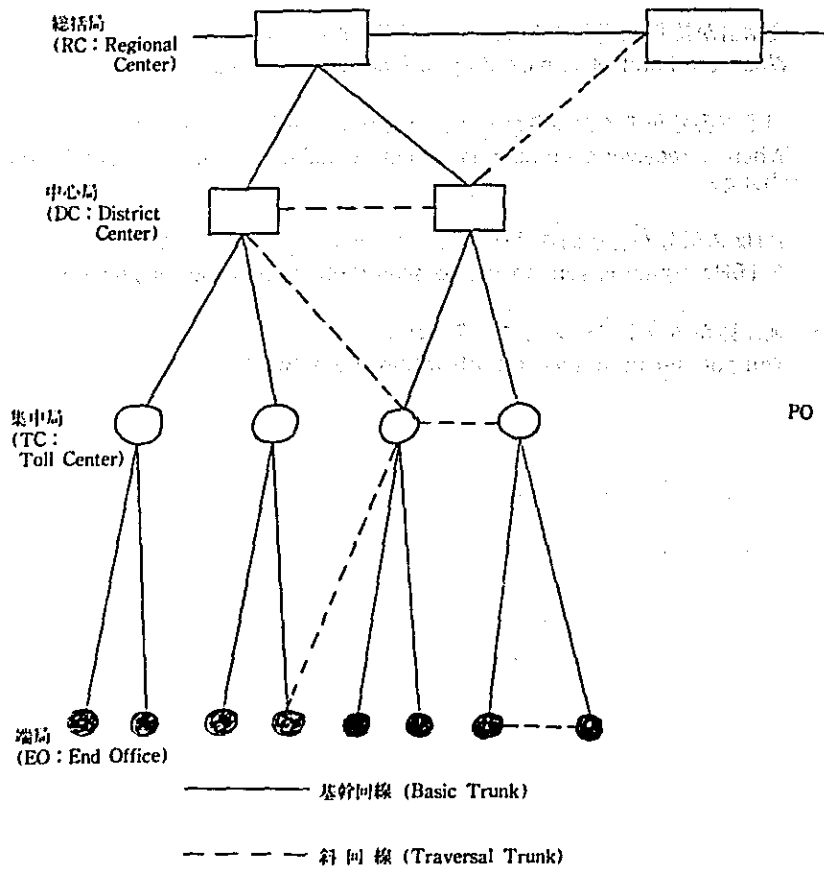 総括局
(RC : Regional
Center)
中心局
(DC : District
Center)
集中局
(TC :
Toll Center)
PO
端局
(EO : End Office)
基幹回線 (Basic Trunk)
斜回線 (Traversal Trunk)